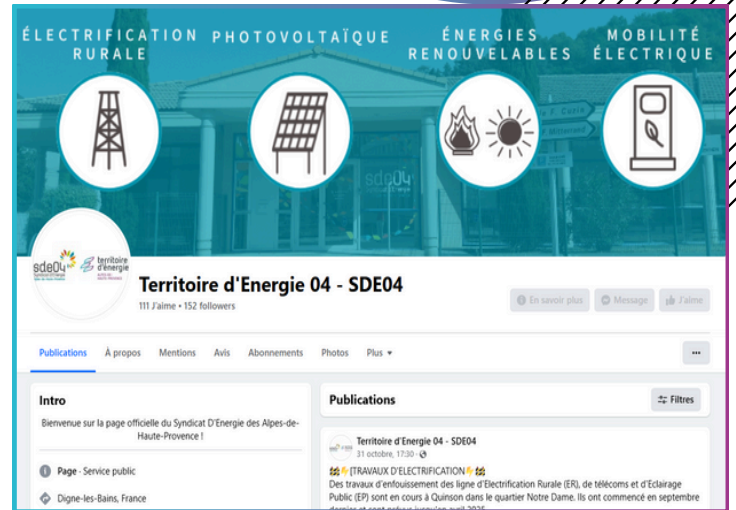 ÉLECTRIFICATION RURALE
PHOTOVOLTAÏQUE
ÉNERGIES RENOUVELABLES
MOBILITÉ ÉLECTRIQUE
sde04
sde04
territoire d'énergie
Territoire d'Energie 04 - SDE04
111 J'aime • 152 followers
En savoir plus
Message
J'aime
Publications À propos Mentions Avis Abonnements Photos Plus
Intro
Bienvenue sur la page officielle du Syndicat D'Energie des Alpes-de-
Haute-Provence !
Page · Service public
Digne-les-Bains, France
Publications
Filtres
Territoire d'Energie 04 - SDE04
31 octobre, 17:30 ·
[TRAVAUX D'ELECTRIFICATION
Des travaux d'enfouissement des ligne d'Electrification Rurale (ER), de télécoms et d'Eclairage
Public (EP) sont en cours à Quinson dans le quartier Notre Dame. Ils ont commencé en septembre